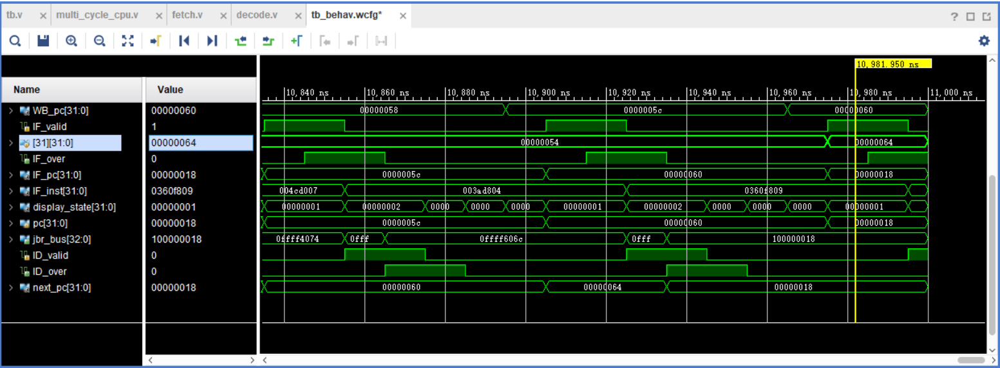 tb.v × multi_cycle_cpu.v × fetch.v × decode.v × tb_behav.wcfg* × ?
10,981.950 ns
Name Value 10,840 ns 10,860 ns 10,880 ns 10,900 ns 10,920 ns 10,940 ns 10,960 ns 10,980 ns 11,000 ns
> WB_pc[31:0] 00000060 00000058 0000005c 00000060
IF_valid 1
> [31][31:0] 00000064 00000054 00000064
IF_over 0
> IF_pc[31:0] 00000018 0000005c 00000060 00000018
> IF_inst[31:0] 0360f809 004cd007 003ad804 0360f809
> display_state[31:0] 00000001 00000001 00000002 0000 0000 0000 00000001 00000002 0000 0000 0000 00000001
> pc[31:0] 00000018 0000005c 00000060 00000018
> jbr_bus[32:0] 100000018 0ffff4074 0fff 0ffff606c 0fff 100000018
ID_valid 0
ID_over 0
> next_pc[31:0] 00000018 00000060 00000064 00000018